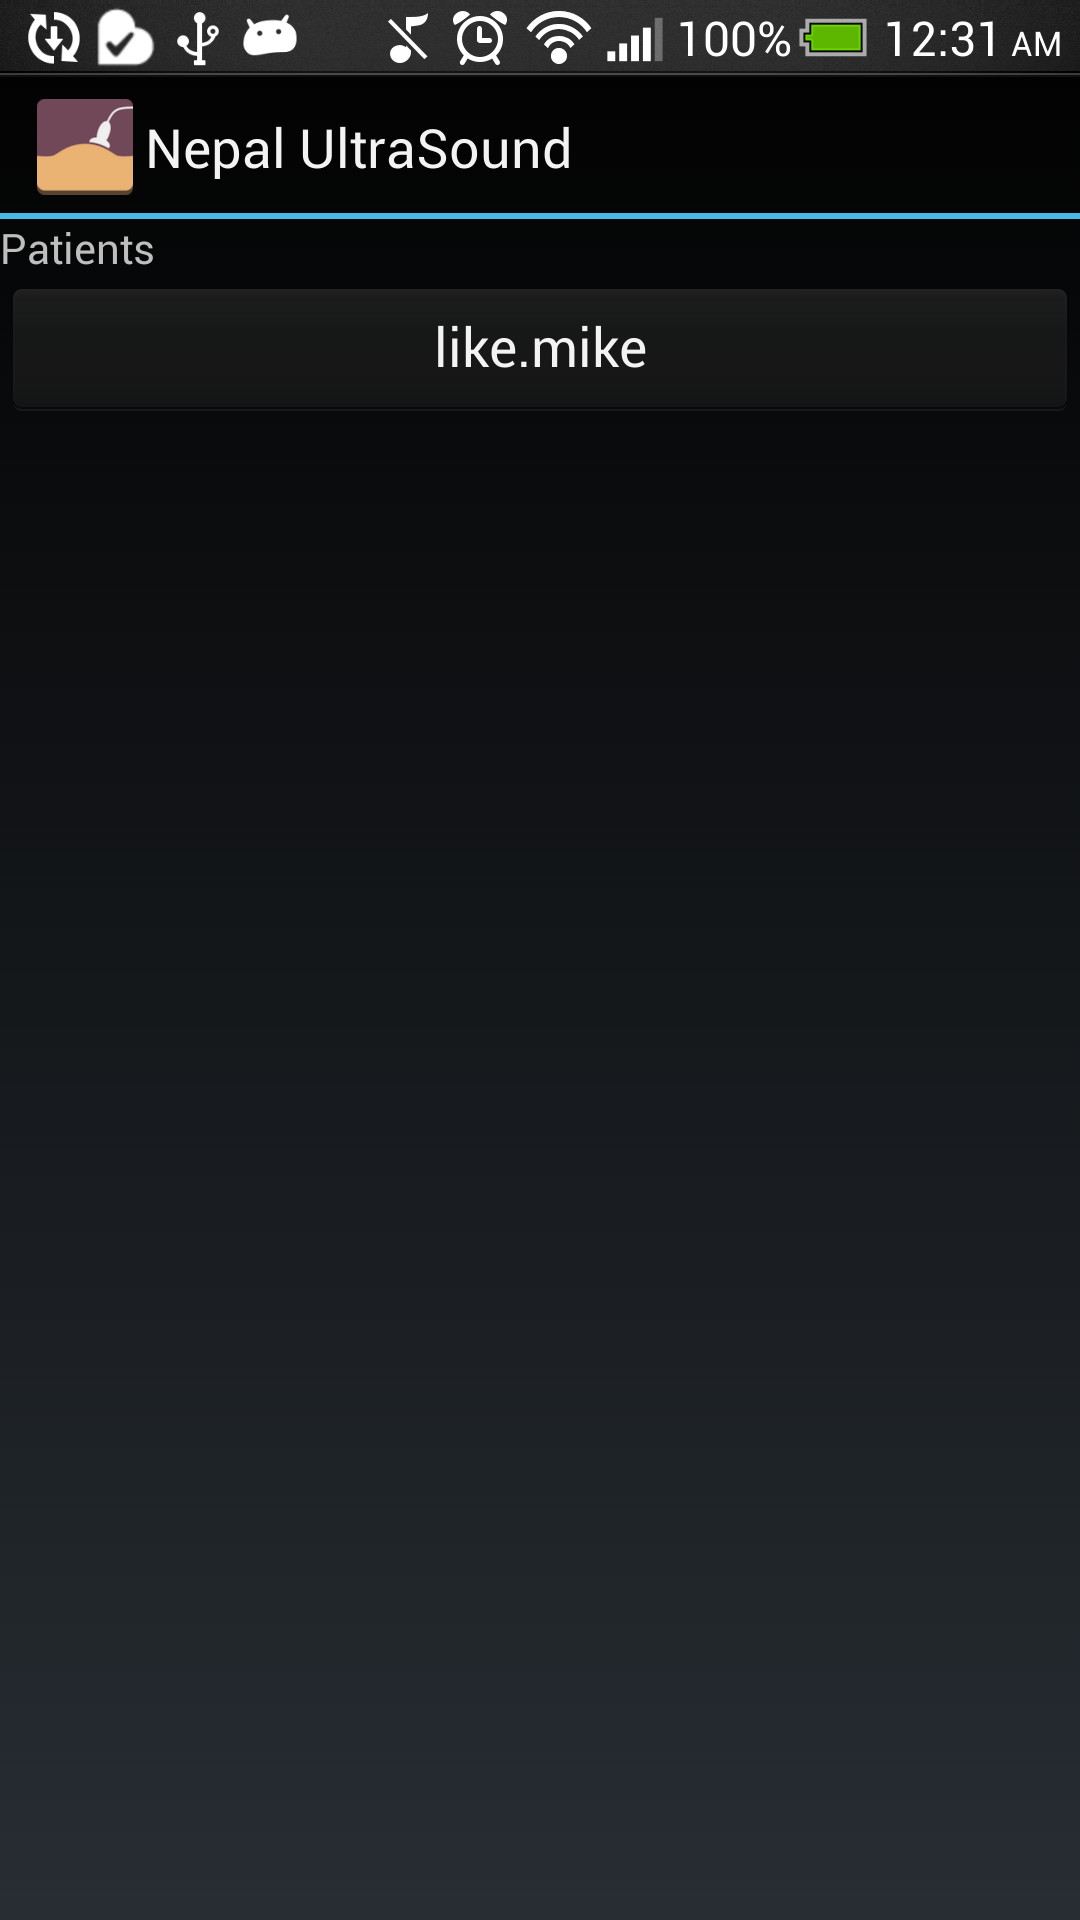 100% 12:31 AM
Nepal UltraSound
Patients
like.mike